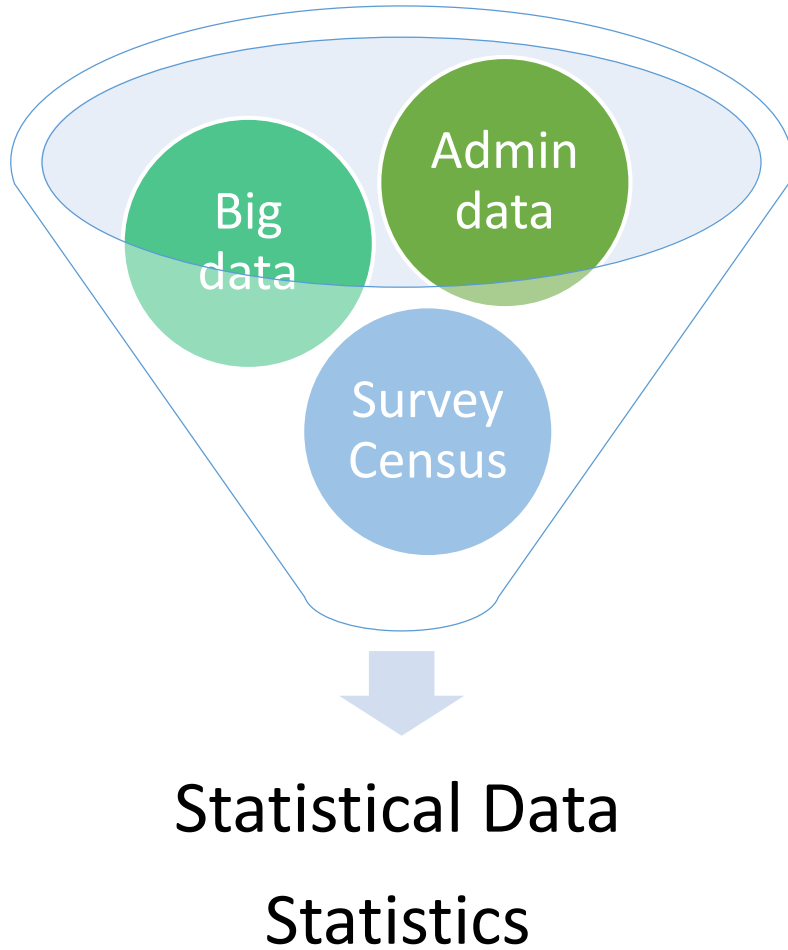 Admin
data
Big
data
Survey
Census
Statistical Data
Statistics